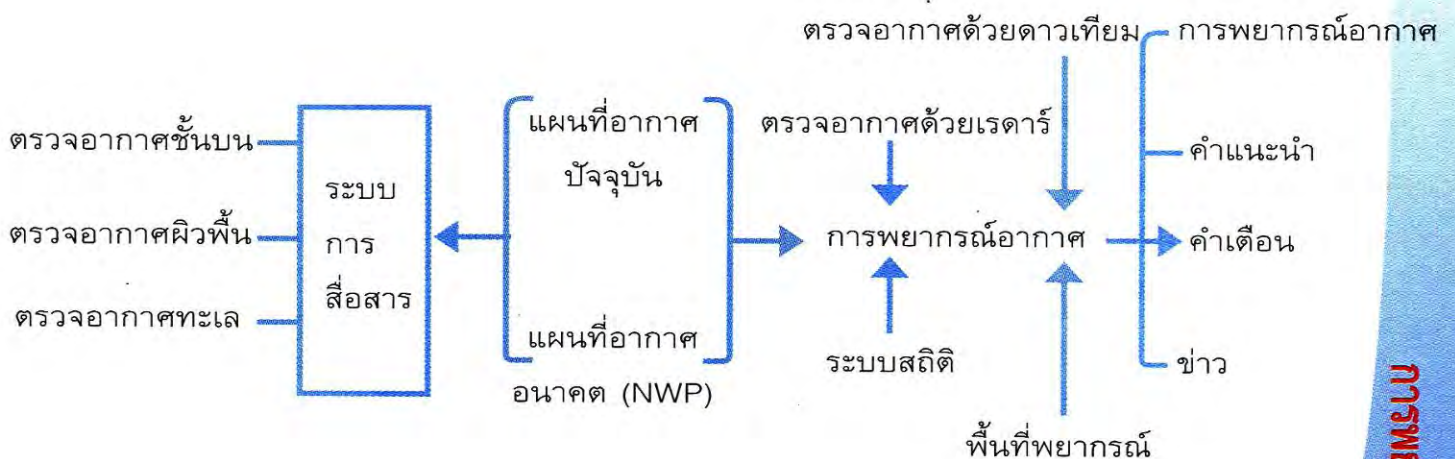 ตรวจอากาศด้วยดาวเทียม
การพยากรณ์อากาศ
ตรวจอากาศชั้นบน
ตรวจอากาศผิวพื้น
ตรวจอากาศทะเล
ระบบ
การ
สื่อสาร
แผนที่อากาศ
ปัจจุบัน
แผนที่อากาศ
อนาคต (NWP)
ตรวจอากาศด้วยเรดาร์
การพยากรณ์อากาศ
ระบบสถิติ
พื้นที่พยากรณ์
คำแนะนำ
คำเตือน
ข่าว